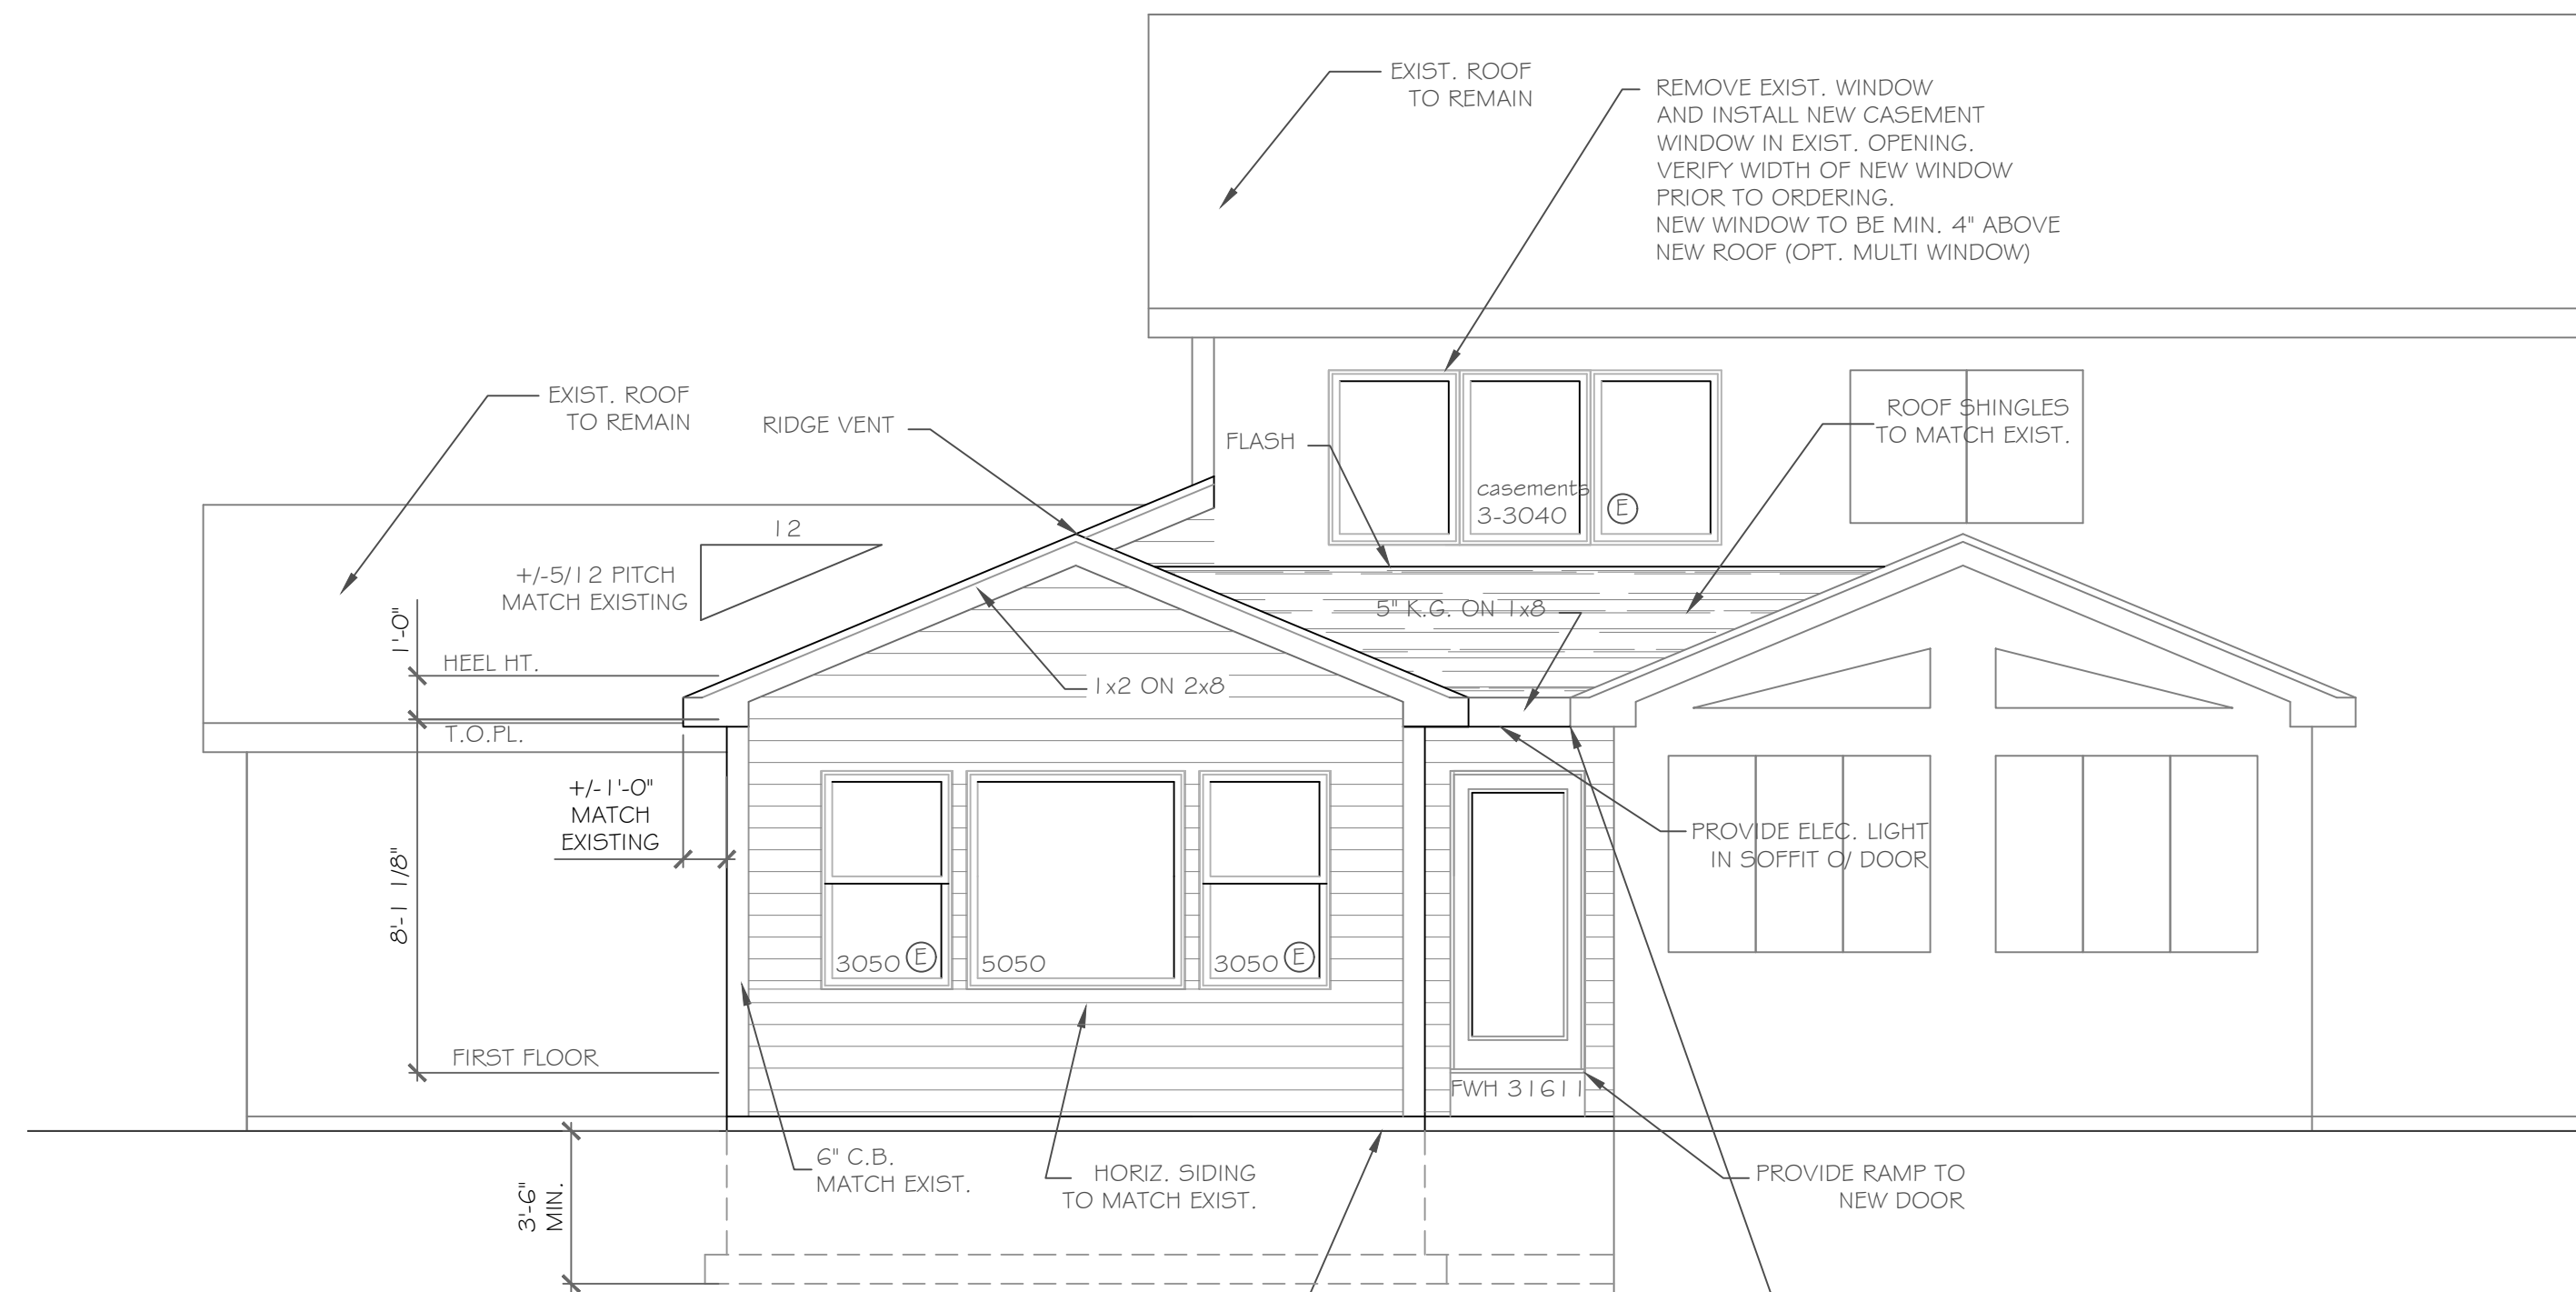 EXIST. ROOF
TO REMAIN
REMOVE EXIST. WINDOW
AND INSTALL NEW CASEMENT
WINDOW IN EXIST. OPENING.
VERIFY WIDTH OF NEW WINDOW
PRIOR TO ORDERING.
NEW WINDOW TO BE MIN. 4" ABOVE
NEW ROOF (OPT. MULTI WINDOW)
EXIST. ROOF
TO REMAIN
RIDGE VENT
FLASH
ROOF SHINGLES
TO MATCH EXIST.
casements
3-3040
E
12
+/-5/12 PITCH
MATCH EXISTING
1'-0"
HEEL HT.
5" K.G. ON 1x8
1x2 ON 2x8
T.O.PL.
+/-1'-0"
MATCH
EXISTING
8'-1 1/8"
PROVIDE ELEC. LIGHT
IN SOFFIT O/ DOOR
3050 E
5050
3050 E
FIRST FLOOR
FWH 31611
6" C.B.
MATCH EXIST.
HORIZ. SIDING
TO MATCH EXIST.
PROVIDE RAMP TO
NEW DOOR
3'-6"
MIN.